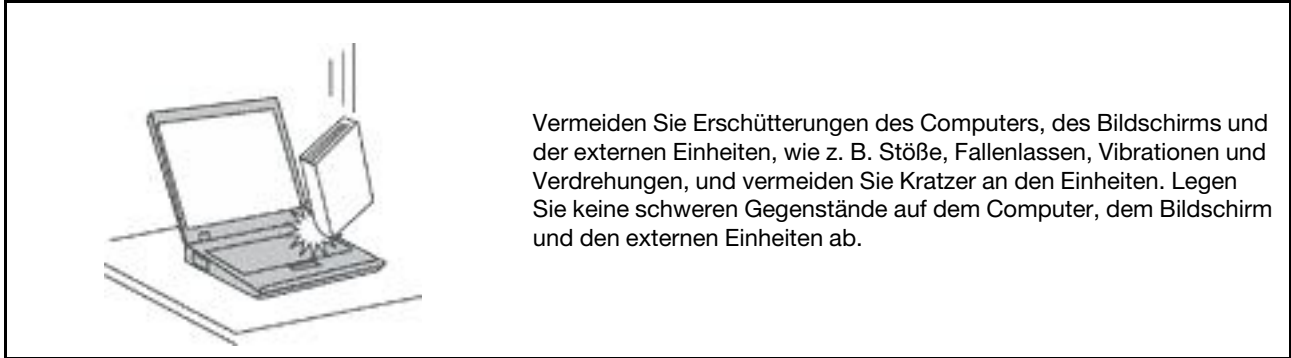 Vermeiden Sie Erschütterungen des Computers, des Bildschirms und
der externen Einheiten, wie z. B. Stöße, Fallenlassen, Vibrationen und
Verdrehungen, und vermeiden Sie Kratzer an den Einheiten. Legen
Sie keine schweren Gegenstände auf dem Computer, dem Bildschirm
und den externen Einheiten ab.